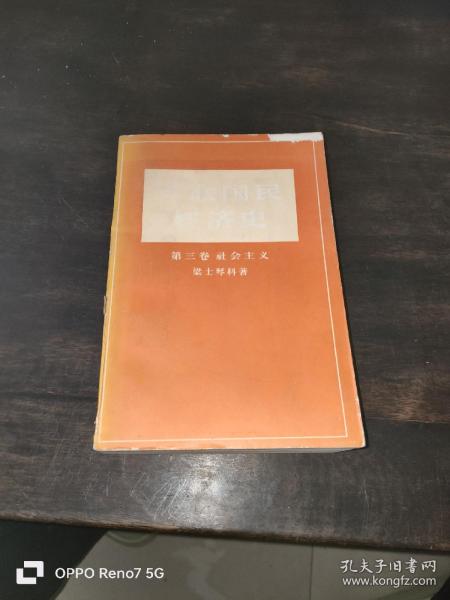 国民
经济史
第三卷 社会主义
梁士琴科著
OPPO Reno7 5G
孔夫子旧书网
www.kongfz.com